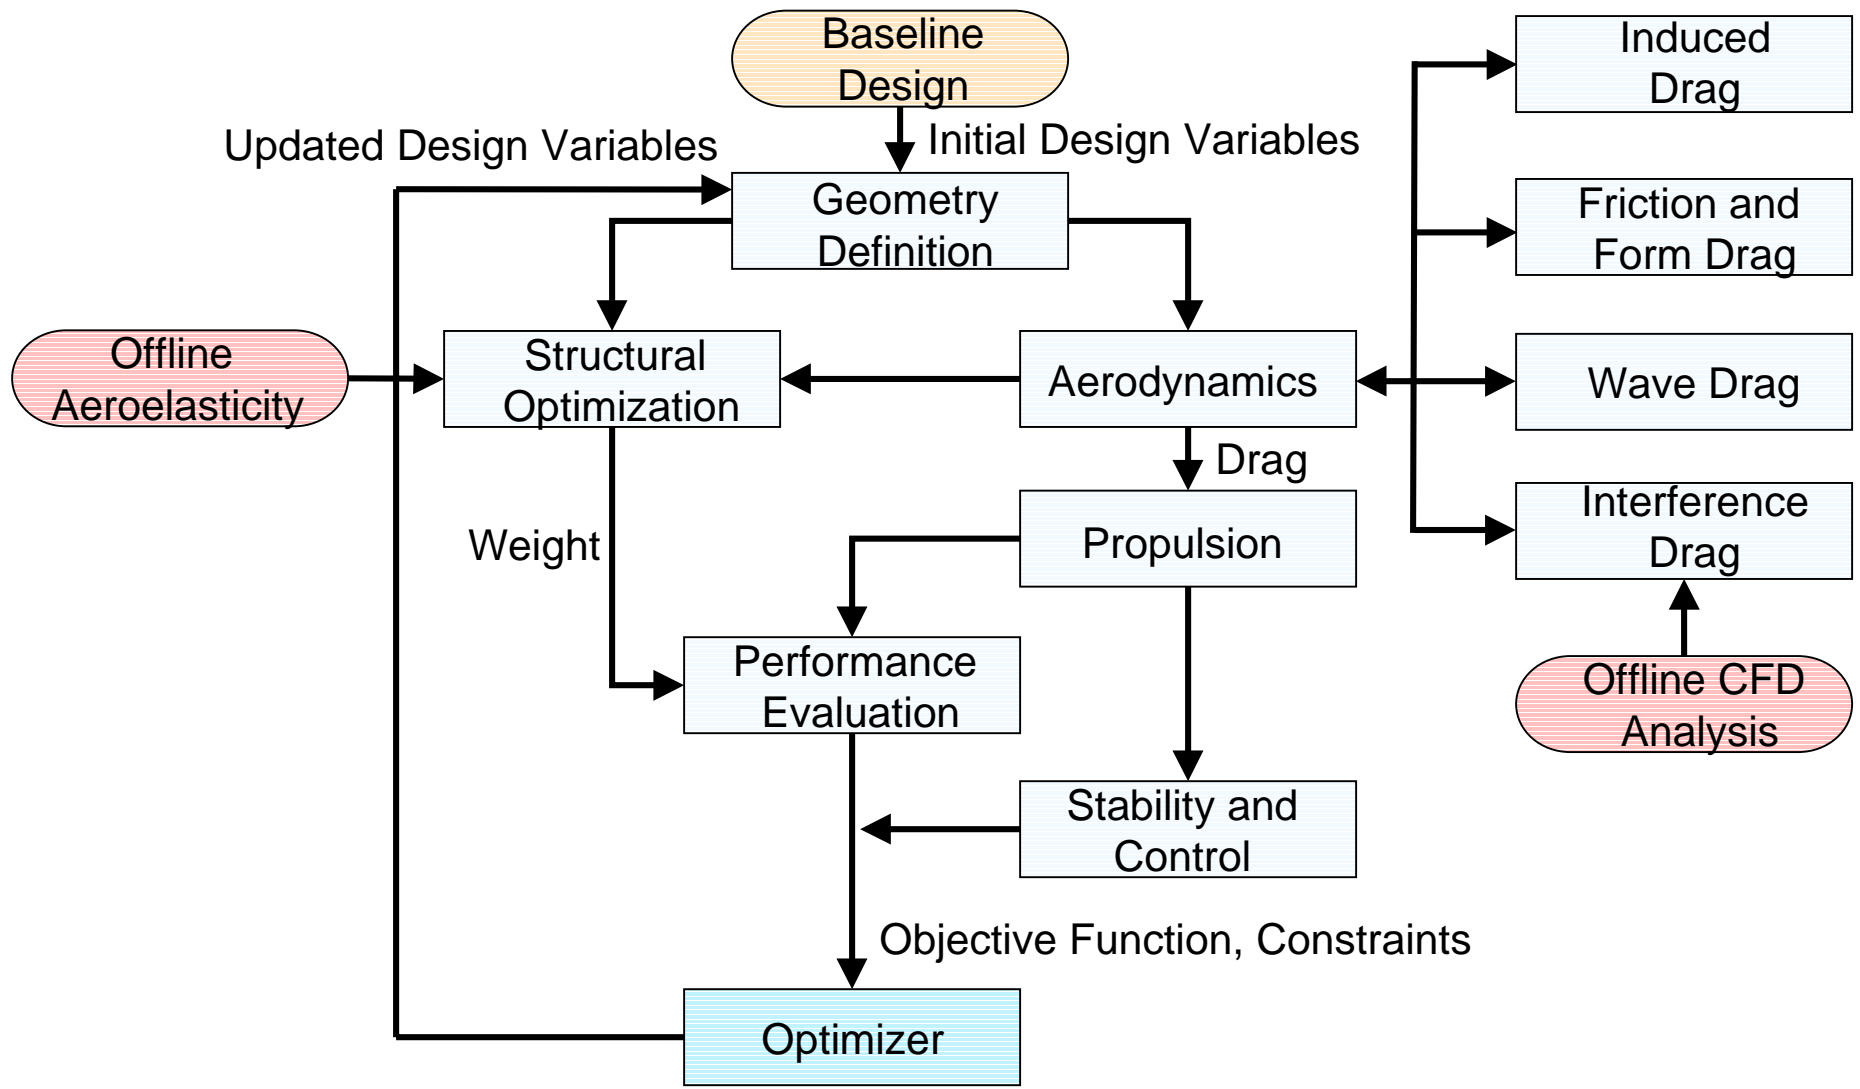 Baseline
Design
Induced
Drag
Updated Design Variables
Initial Design Variables
Geometry
Definition
Friction and
Form Drag
Offline
Aeroelasticity
Structural
Optimization
Aerodynamics
Wave Drag
Drag
Weight
Propulsion
Interference
Drag
Performance
Evaluation
Offline CFD
Analysis
Stability and
Control
Objective Function, Constraints
Optimizer